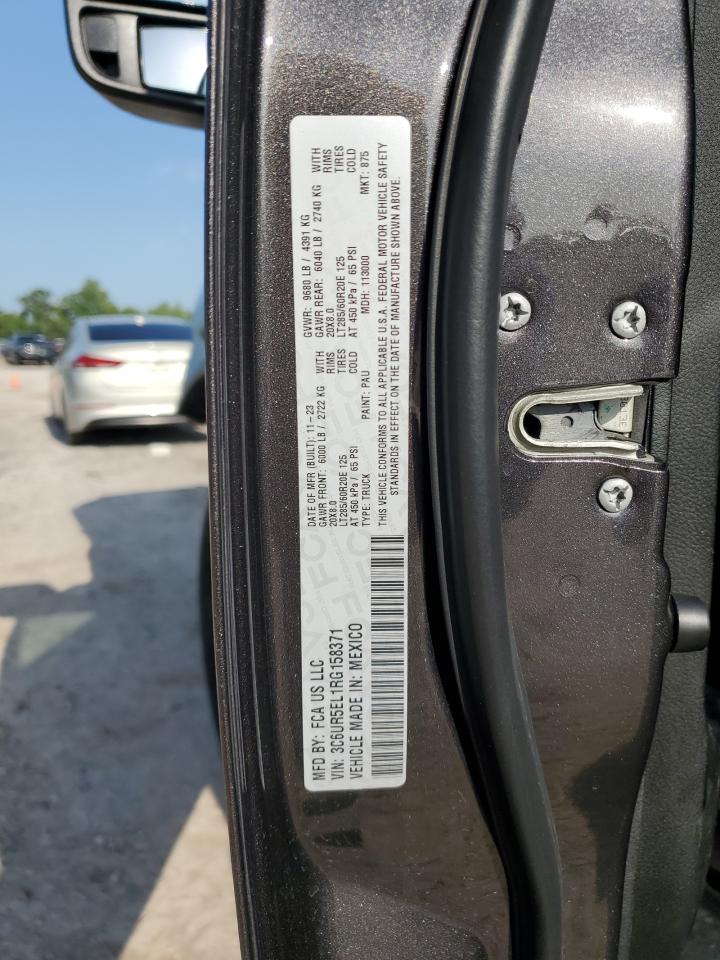 MFD BY: FCA US LLC
VIN: 3C6UR5EL1RG158371
VEHICLE MADE IN: MEXICO
DATE OF MFR (BUILT): 11-23
GAWR FRONT: 6000 LB / 2722 KG WITH
20X8.0 RIMS
LT285/60R20E 125 TIRES
AT 450 kPa / 65 PSI COLD
TYPE: TRUCK PAINT: PAU
GVWR: 9680 LB / 4391 KG
GAWR REAR: 6040 LB / 2740 KG WITH
20X8.0 RIMS
LT285/60R20E 125 TIRES
AT 450 kPa / 65 PSI COLD
MDH: 113000 MKT: 875
THIS VEHICLE CONFORMS TO ALL APPLICABLE U.S.A. FEDERAL MOTOR VEHICLE SAFETY
STANDARDS IN EFFECT ON THE DATE OF MANUFACTURE SHOWN ABOVE.